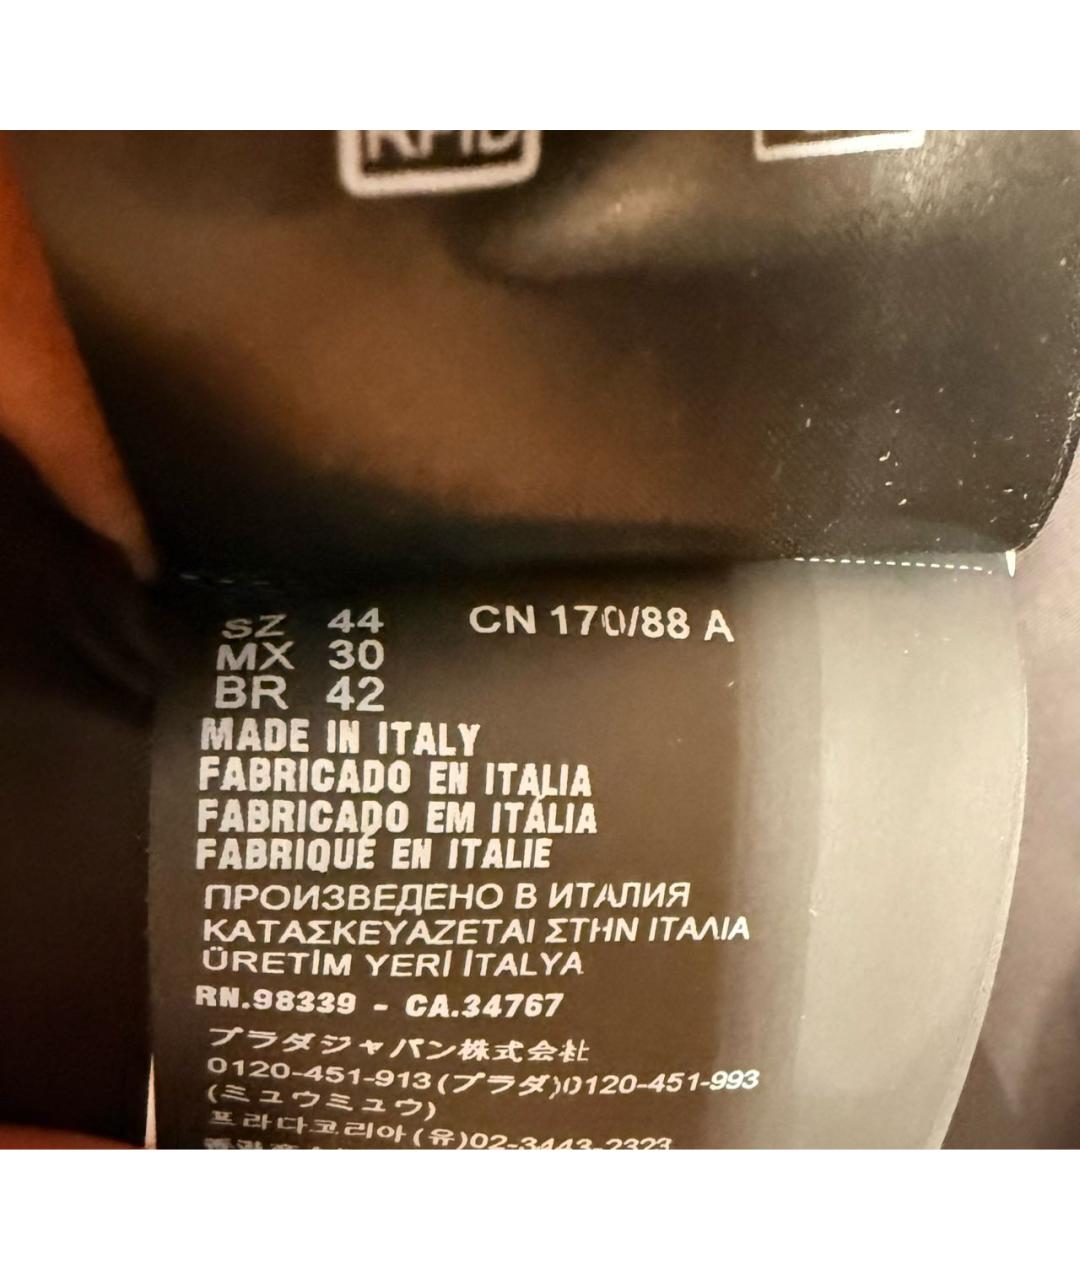 RFID
SZ 44 CN 170/88 A
MX 30
BR 42
MADE IN ITALY
FABRICADO EN ITALIA
FABRICADO EM ITÁLIA
FABRIQUÉ EN ITALIE
ПРОИЗВЕДЕНО В ИТАЛИЯ
ΚΑΤΑΣΚΕΥΑΖΕΤΑΙ ΣΤΗΝ ΙΤΑΛΙΑ
ÜRETİM YERİ İTALYA
RN.98339 - CA.34767
プラダジャパン株式会社
0120-451-913(プラダ)0120-451-993
(ミュウミュウ)
프라다코리아(유)02-3443-2323